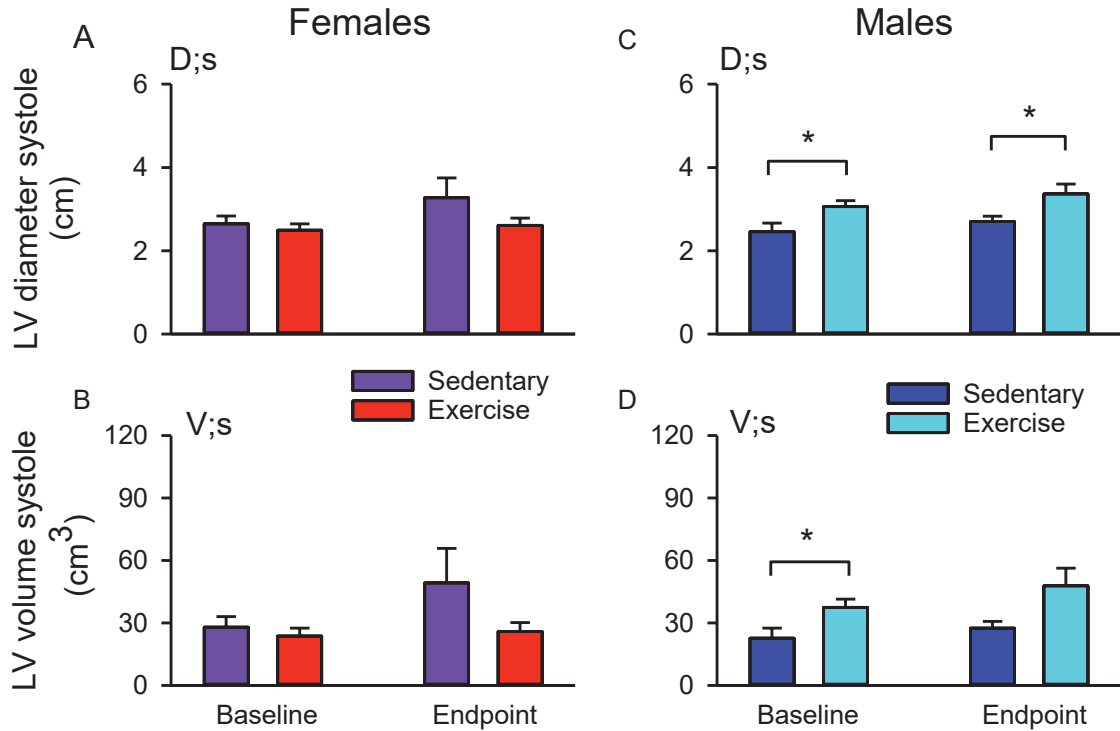 Females
Males
A
D;s
C
D;s
LV diameter systole
(cm)
6
4
2
0
6
4
2
0
*
*
Sedentary
Exercise
Sedentary
Exercise
B
V;s
D
V;s
LV volume systole
(cm³)
120
90
60
30
0
120
90
60
30
0
*
Baseline
Endpoint
Baseline
Endpoint